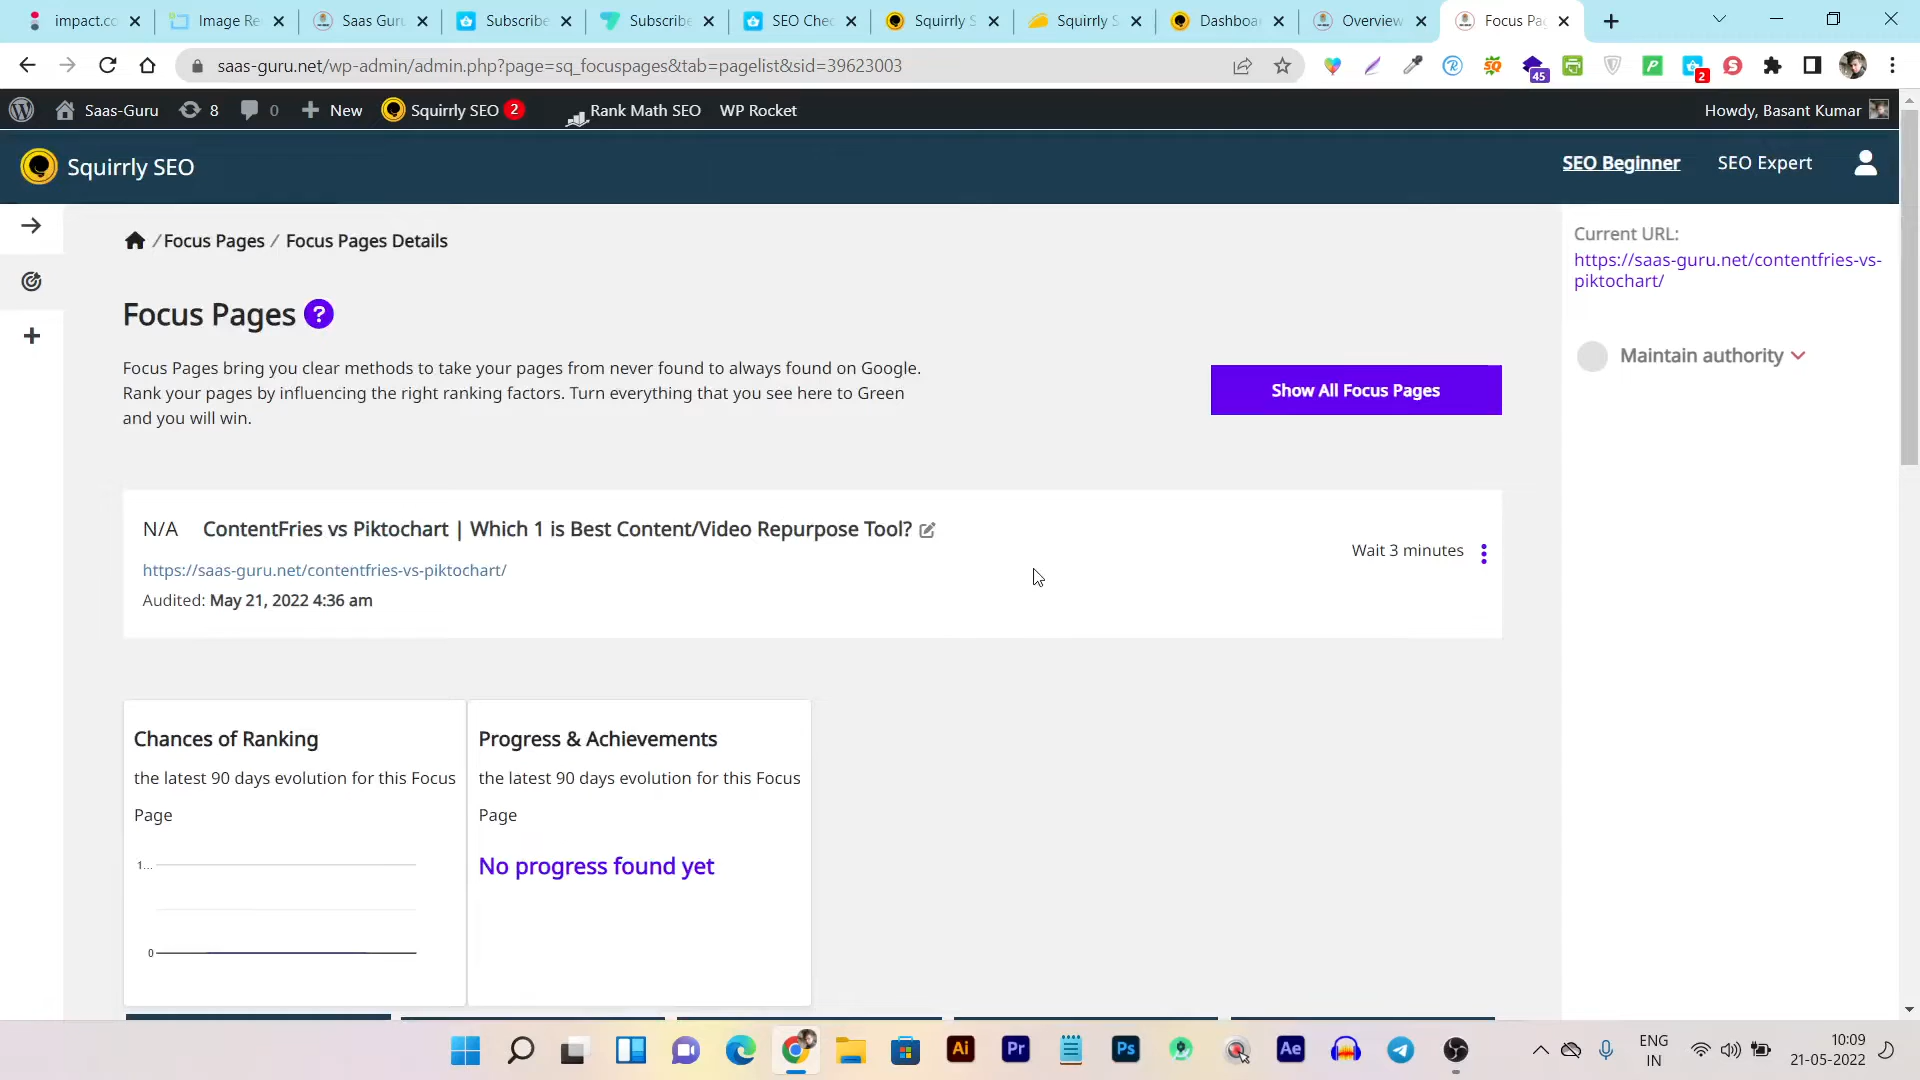 impact.co
Image Re
Saas Guru
Subscribe
Subscribe
SEO Chec
Squirrly S
Squirrly S
Dashboa
Overview
Focus Pa
saas-guru.net/wp-admin/admin.php?page=sq_focuspages&tab=pagelist&sid=39623003
45
2
Saas-Guru
8
0
New
Squirrly SEO 2
Rank Math SEO
WP Rocket
Howdy, Basant Kumar
Squirrly SEO
SEO Beginner
SEO Expert
/ Focus Pages / Focus Pages Details
Current URL:
https://saas-guru.net/contentfries-vs-
piktochart/
Maintain authority
Focus Pages ?
Focus Pages bring you clear methods to take your pages from never found to always found on Google.
Rank your pages by influencing the right ranking factors. Turn everything that you see here to Green
and you will win.
Show All Focus Pages
N/A
ContentFries vs Piktochart | Which 1 is Best Content/Video Repurpose Tool?
https://saas-guru.net/contentfries-vs-piktochart/
Audited: May 21, 2022 4:36 am
Wait 3 minutes
Chances of Ranking
the latest 90 days evolution for this Focus
Page
1...
0
Progress & Achievements
the latest 90 days evolution for this Focus
Page
No progress found yet
Ai
Pr
Ps
Ae
ENG
IN
10:09
21-05-2022